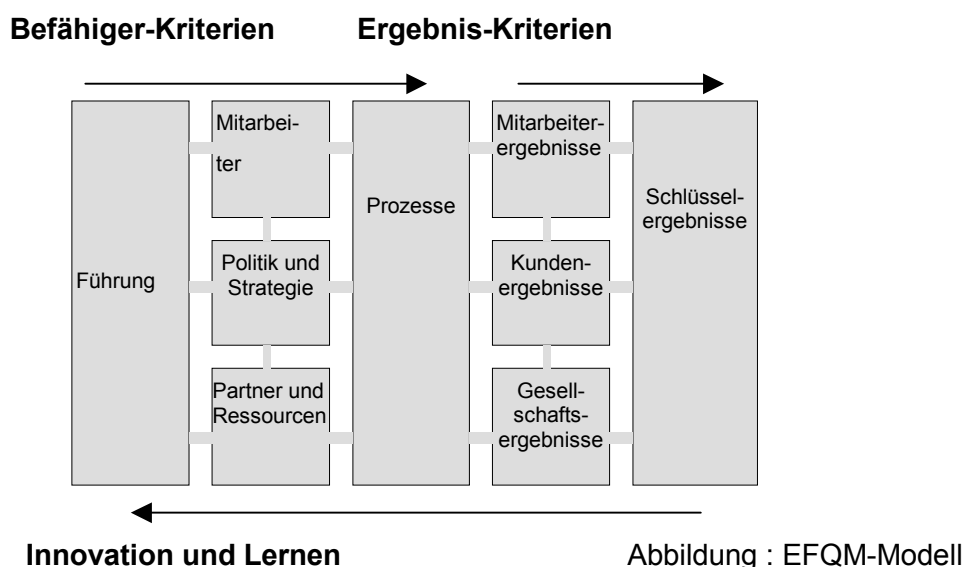 Befähiger-Kriterien
Ergebnis-Kriterien
Führung
Mitarbei-
ter
Politik und
Strategie
Partner und
Ressourcen
Prozesse
Mitarbeiter-
ergebnisse
Kunden-
ergebnisse
Gesell-
schafts-
ergebnisse
Schlüssel-
ergebnisse
Innovation und Lernen
Abbildung : EFQM-Modell